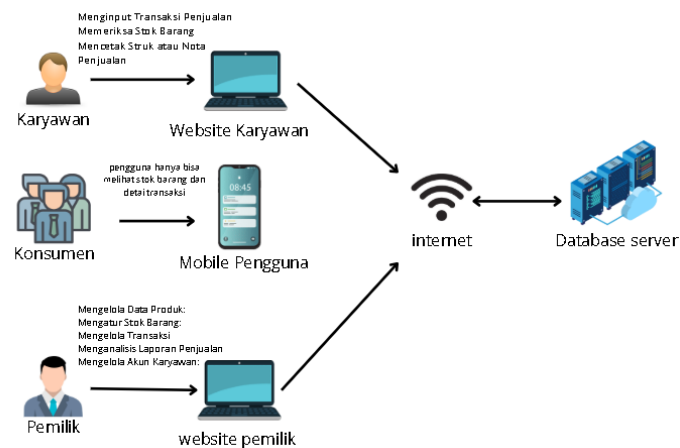 Menginput Transaksi Penjualan
Memeriksa Stok Barang
Mencetak Struk atau Nota
Penjualan
Karyawan
Website Karyawan
pengguna hanya bisa
melihat stok barang dan
detai transaksi
08:45
Konsumen
Mobile Pengguna
internet
Database server
Mengelola Data Produk:
Mengatur Stok Barang:
Mengelola Transaksi
Menganalisis Laporan Penjualan
Mengelola Akun Karyawan:
Pemilik
website pemilik